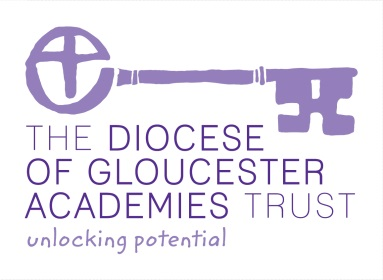 THE DIOCESE
OF GLOUCESTER
ACADEMIES TRUST
unlocking potential